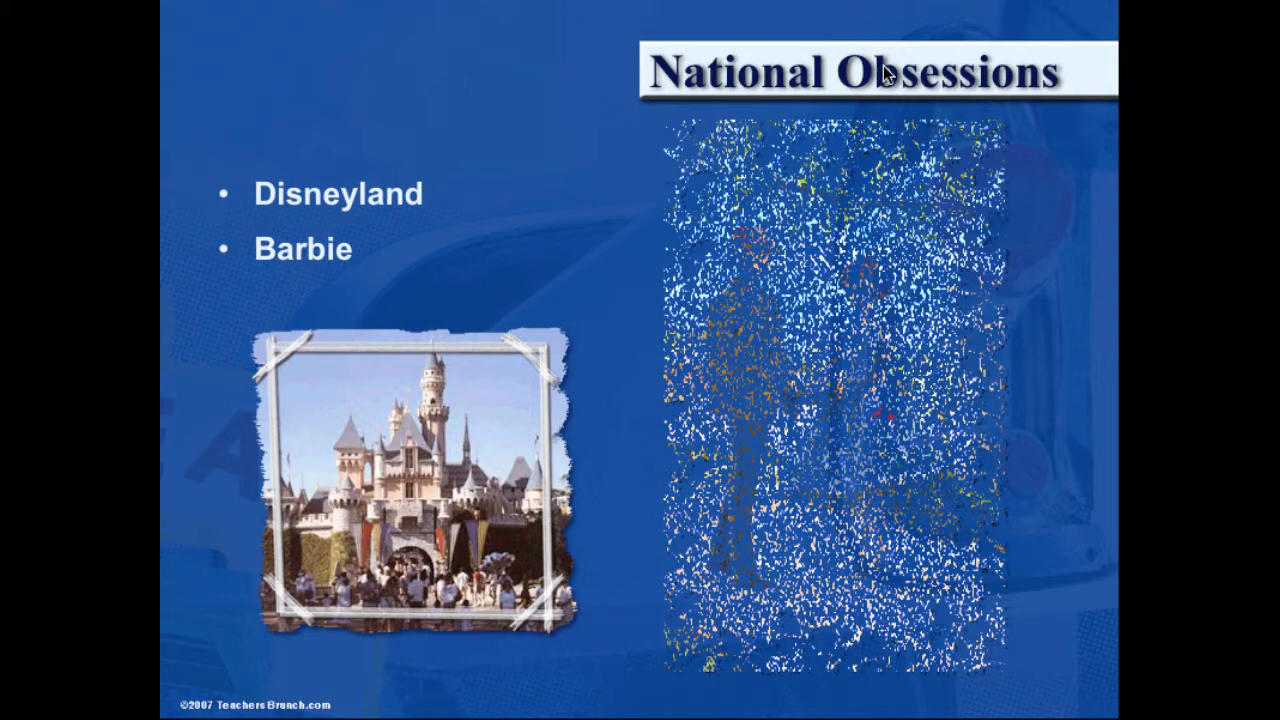 National Obsessions
• Disneyland
• Barbie
©2007 TeachersBrunch.com